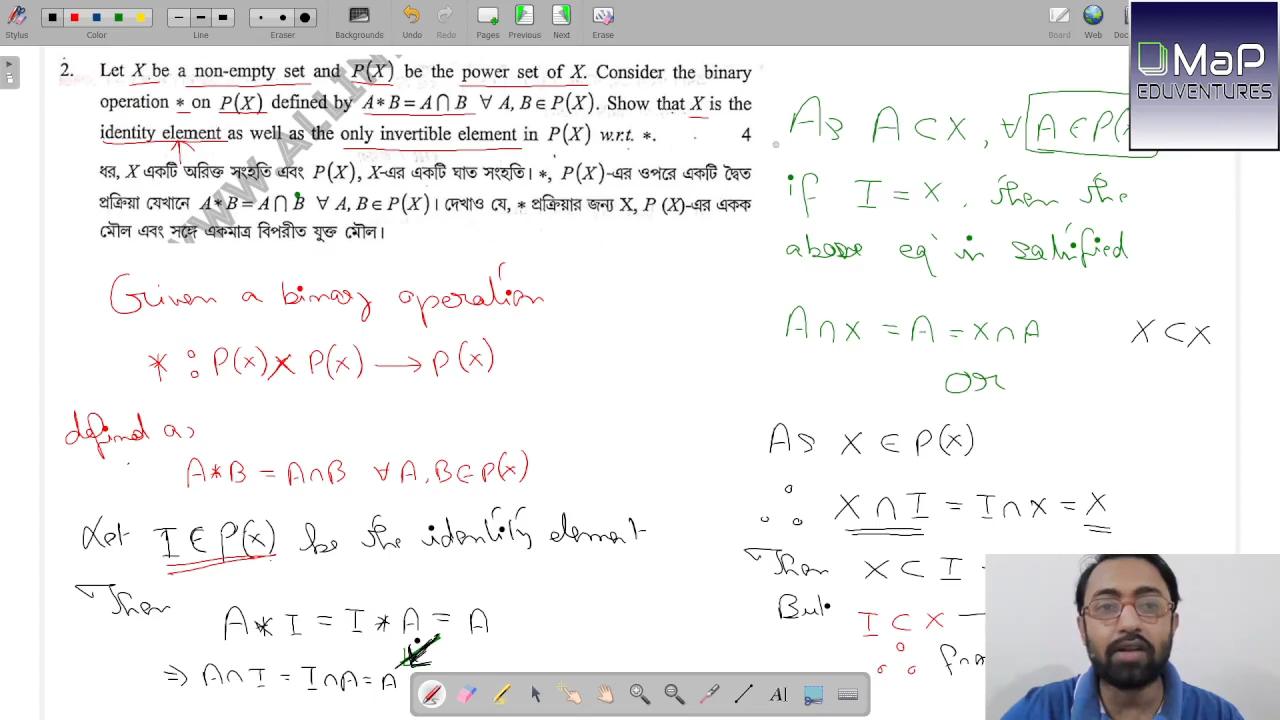 Stylus
Color
Line
Eraser
Backgrounds
Undo
Redo
Pages
Previous
Next
Erase
Board
Web
MaP
EDUVENTURES
2. Let X be a non-empty set and P(X) be the power set of X. Consider the binary
operation * on P(X) defined by A * B = A ∩ B ∀ A, B ∈ P(X). Show that X is the
identity element as well as the only invertible element in P(X) w.r.t. *. 4
ধর, X একটি অরিক্ত সংহতি এবং P(X), X-এর একটি ঘাত সংহতি। *, P(X)-এর ওপরে একটি দ্বৈত
প্রক্রিয়া যেখানে A * B = A ∩ B ∀ A, B ∈ P(X)। দেখাও যে, * প্রক্রিয়ার জন্য X, P (X)-এর একক
মৌল এবং সঙ্গে একমাত্র বিপরীত যুক্ত মৌল।
WWW.ALLIN
Given a binary operation
* : P(x) × P(x) → P(x)
defined as
A * B = A ∩ B ∀ A, B ∈ P(x)
Let I ∈ P(x) be the identity element
Then
A * I = I * A = A
⇒ A ∩ I = I ∩ A = A
As A ⊂ X, ∀ A ∈ P(
if I = X, then the
above eqⁿ is satisfied
A ∩ X = A = X ∩ A X ⊂ X
or
As X ∈ P(x)
∴ X ∩ I = I ∩ X = X
Then X ⊂ I
But I ⊂ X
∴
AI